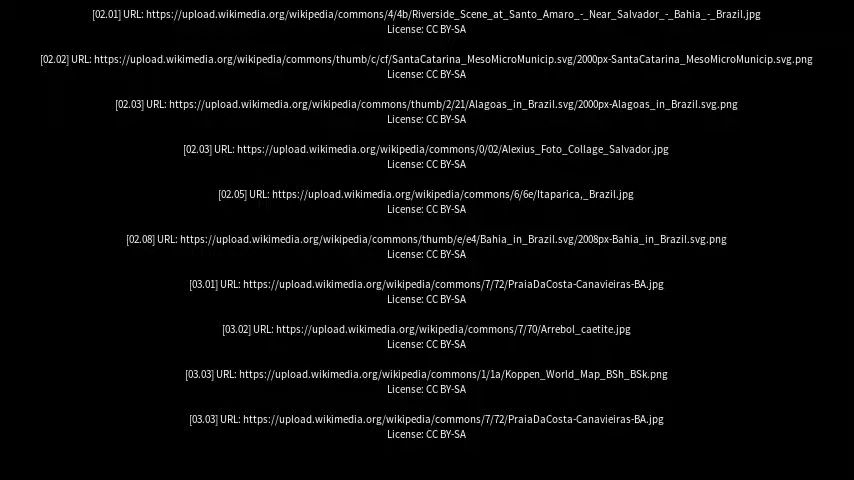 [02.01] URL: https://upload.wikimedia.org/wikipedia/commons/4/4b/Riverside_Scene_at_Santo_Amaro_-_Near_Salvador_-_Bahia_-_Brazil.jpg
License: CC BY-SA
[02.02] URL: https://upload.wikimedia.org/wikipedia/commons/thumb/c/cf/SantaCatarina_MesoMicroMunicip.svg/2000px-SantaCatarina_MesoMicroMunicip.svg.png
License: CC BY-SA
[02.03] URL: https://upload.wikimedia.org/wikipedia/commons/thumb/2/21/Alagoas_in_Brazil.svg/2000px-Alagoas_in_Brazil.svg.png
License: CC BY-SA
[02.03] URL: https://upload.wikimedia.org/wikipedia/commons/0/02/Alexius_Foto_Collage_Salvador.jpg
License: CC BY-SA
[02.05] URL: https://upload.wikimedia.org/wikipedia/commons/6/6e/Itaparica,_Brazil.jpg
License: CC BY-SA
[02.08] URL: https://upload.wikimedia.org/wikipedia/commons/thumb/e/e4/Bahia_in_Brazil.svg/2008px-Bahia_in_Brazil.svg.png
License: CC BY-SA
[03.01] URL: https://upload.wikimedia.org/wikipedia/commons/7/72/PraiaDaCosta-Canavieiras-BA.jpg
License: CC BY-SA
[03.02] URL: https://upload.wikimedia.org/wikipedia/commons/7/70/Arrebol_caetite.jpg
License: CC BY-SA
[03.03] URL: https://upload.wikimedia.org/wikipedia/commons/1/1a/Koppen_World_Map_BSh_BSk.png
License: CC BY-SA
[03.03] URL: https://upload.wikimedia.org/wikipedia/commons/7/72/PraiaDaCosta-Canavieiras-BA.jpg
License: CC BY-SA